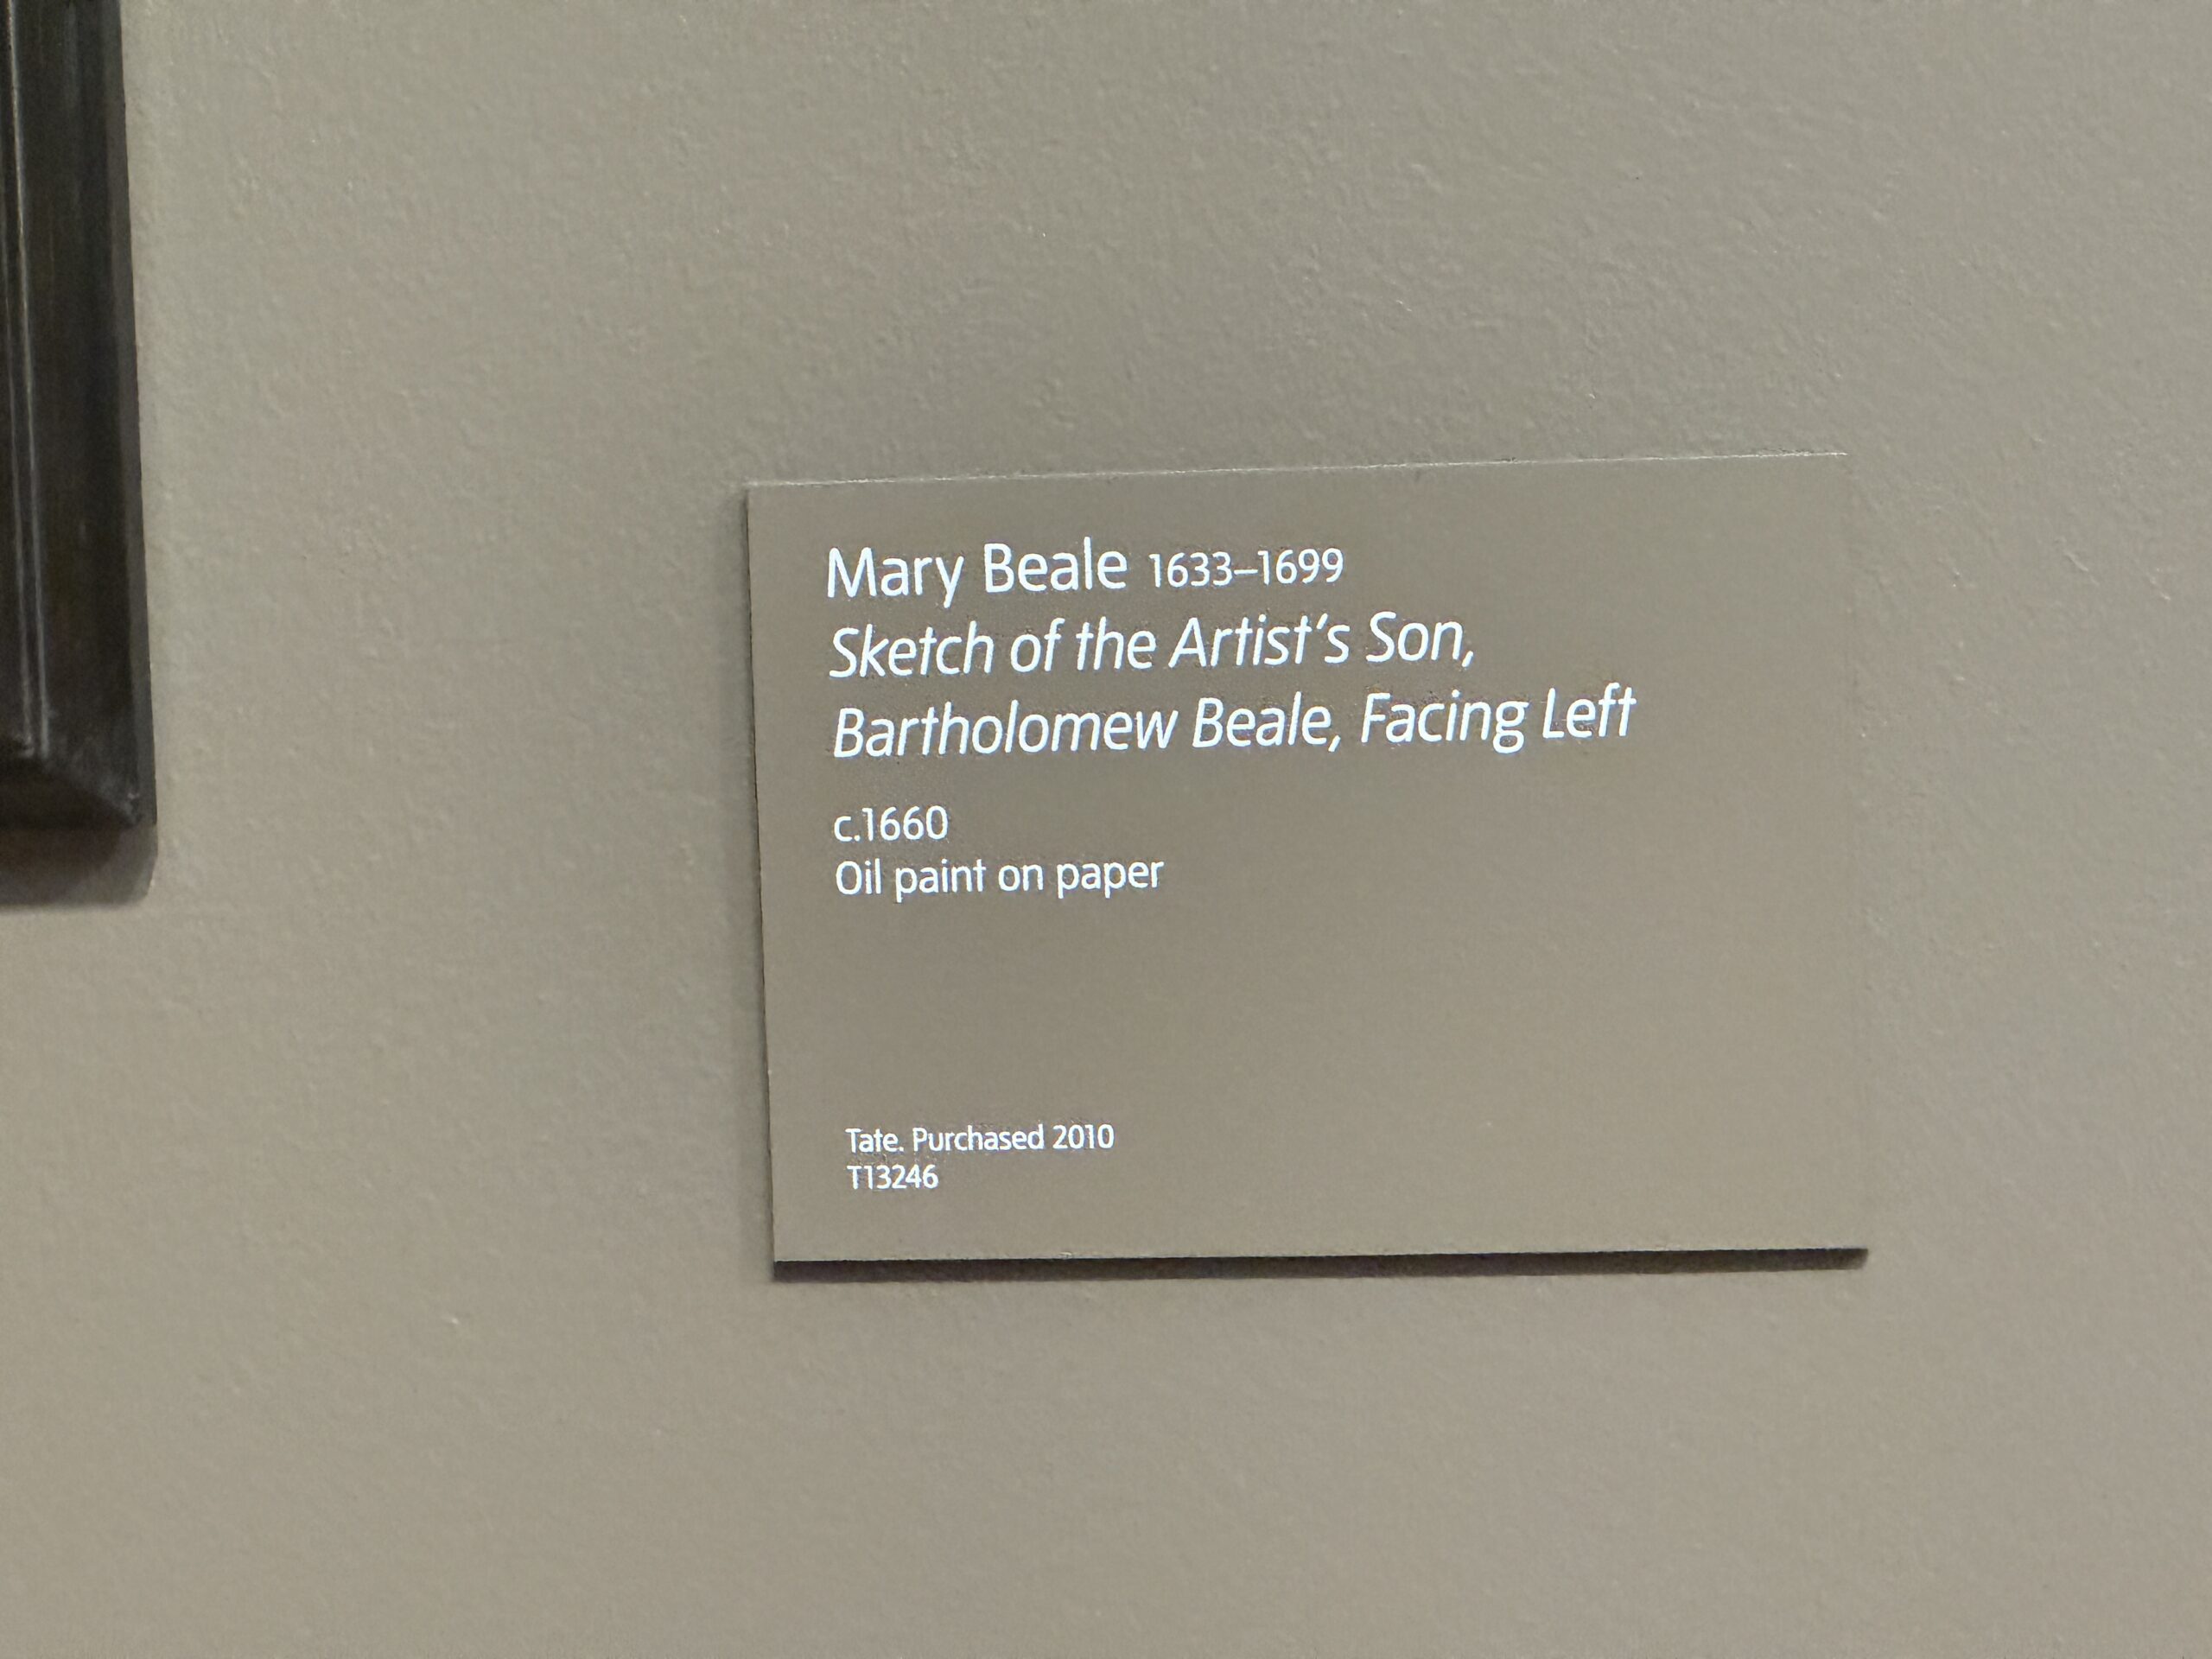 Mary Beale 1633–1699
Sketch of the Artist's Son,
Bartholomew Beale, Facing Left
c.1660
Oil paint on paper
Tate. Purchased 2010
T13246